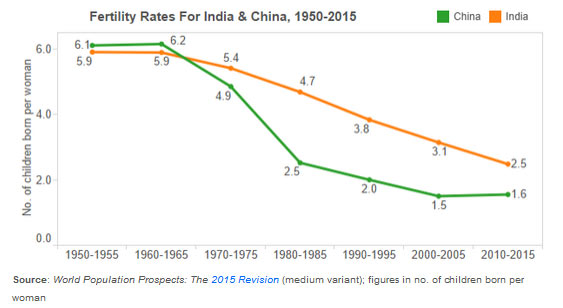 Fertility Rates For India & China, 1950-2015
China India
No. of children born per woman
6.0
4.0
2.0
0.0
6.1 6.2
5.9 5.9 5.4
4.9 4.7
3.8
2.5 3.1
2.0 2.5
1.5 1.6
1950-1955 1960-1965 1970-1975 1980-1985 1990-1995 2000-2005 2010-2015
Source: World Population Prospects: The 2015 Revision (medium variant); figures in no. of children born per
woman